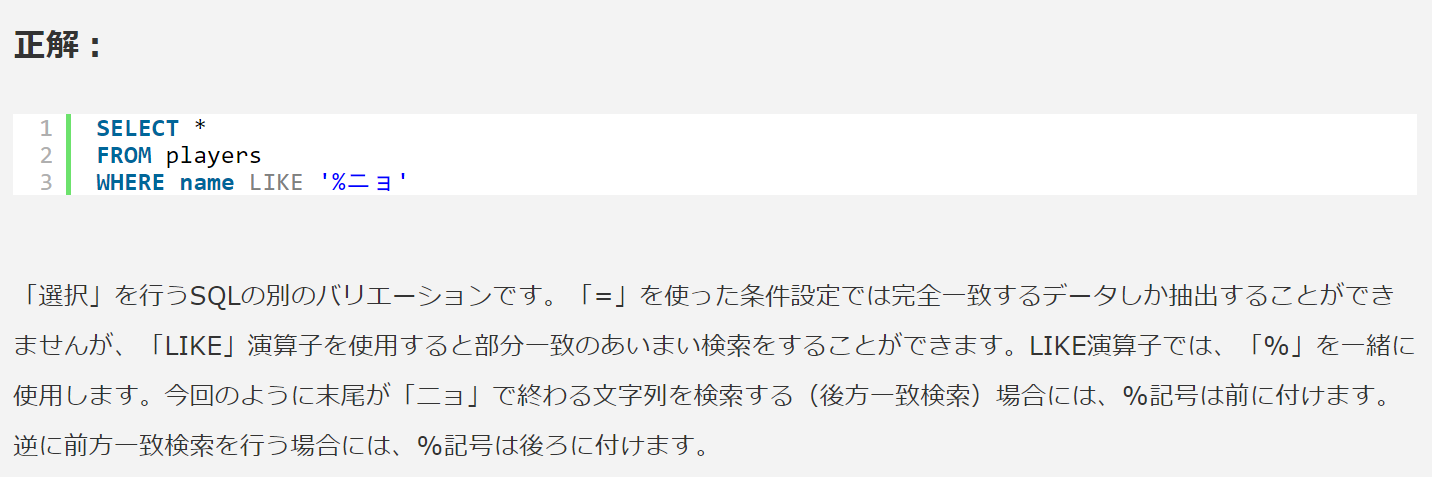 正解：
1 SELECT *
2 FROM players
3 WHERE name LIKE '%ニョ'
「選択」を行うSQLの別のバリエーションです。「=」を使った条件設定では完全一致するデータしか抽出することができ
ませんが、「LIKE」演算子を使用すると部分一致のあいまい検索をすることができます。LIKE演算子では、「%」を一緒に
使用します。今回のように末尾が「ニョ」で終わる文字列を検索する（後方一致検索）場合には、%記号は前に付けます。
逆に前方一致検索を行う場合には、%記号は後ろに付けます。